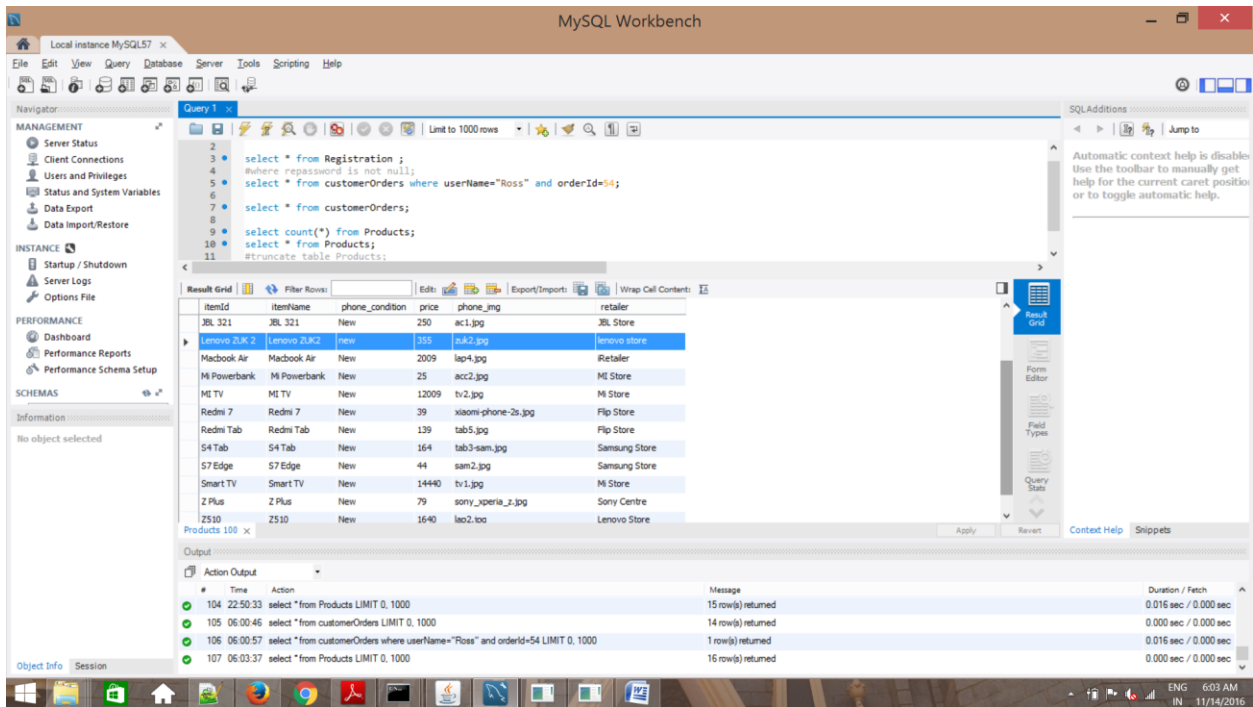 MySQL Workbench
Local instance MySQL57
File Edit View Query Database Server Tools Scripting Help
Navigator
MANAGEMENT
Server Status
Client Connections
Users and Privileges
Status and System Variables
Data Export
Data Import/Restore
INSTANCE
Startup / Shutdown
Server Logs
Options File
PERFORMANCE
Dashboard
Performance Reports
Performance Schema Setup
SCHEMAS
Information
No object selected
Object Info Session
Query 1
Limit to 1000 rows
2
3 select * from Registration ;
4 #where repassword is not null;
5 select * from customerOrders where userName="Ross" and orderId=54;
6
7 select * from customerOrders;
8
9 select count(*) from Products;
10 select * from Products;
11 #truncate table Products;
Result Grid Filter Rows: Edit: Export/Import: Wrap Cell Content:
itemId itemName phone_condition price phone_img retailer
JBL 321 JBL 321 New 250 ac1.jpg JBL Store
Lenovo ZUK 2 Lenovo ZUK2 new 355 zuk2.jpg lenovo store
Macbook Air Macbook Air New 2009 lap4.jpg iRetailer
Mi Powerbank Mi Powerbank New 25 acc2.jpg MI Store
MI TV MI TV New 12009 tv2.jpg Mi Store
Redmi 7 Redmi 7 New 39 xiaomi-phone-2s.jpg Flip Store
Redmi Tab Redmi Tab New 139 tab5.jpg Flip Store
S4 Tab S4 Tab New 164 tab3-sam.jpg Samsung Store
S7 Edge S7 Edge New 44 sam2.jpg Samsung Store
Smart TV Smart TV New 14440 tv1.jpg Mi Store
Z Plus Z Plus New 79 sony_xperia_z.jpg Sony Centre
Z510 Z510 New 1640 lap2.jpg Lenovo Store
Result Grid
Form Editor
Field Types
Query Stats
Products 100
Apply Revert
SQLAdditions
Jump to
Automatic context help is disable
Use the toolbar to manually get
help for the current caret position
or to toggle automatic help.
Context Help Snippets
Output
Action Output
# Time Action Message Duration / Fetch
104 22:50:33 select * from Products LIMIT 0, 1000 15 row(s) returned 0.016 sec / 0.000 sec
105 06:00:46 select * from customerOrders LIMIT 0, 1000 14 row(s) returned 0.000 sec / 0.000 sec
106 06:00:57 select * from customerOrders where userName="Ross" and orderId=54 LIMIT 0, 1000 1 row(s) returned 0.016 sec / 0.000 sec
107 06:03:37 select * from Products LIMIT 0, 1000 16 row(s) returned 0.000 sec / 0.000 sec
ENG 6:03 AM
IN 11/14/2016